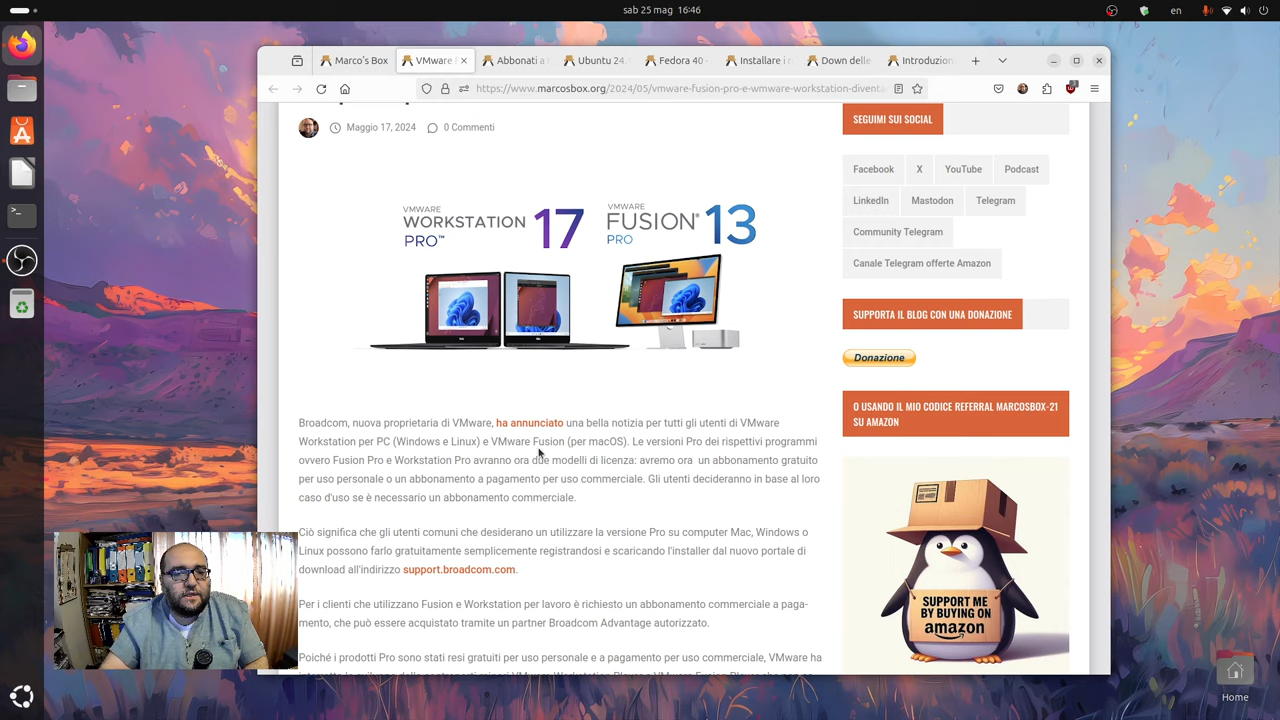 sab 25 mag 16:46
en
Marco's Box
VMware
Abbonati a
Ubuntu 24.
Fedora 40
Installare i
Down delle
Introduzion
https://www.marcosbox.org/2024/05/vmware-fusion-pro-e-wmware-workstation-divent
Maggio 17, 2024
0 Commenti
VMWARE
WORKSTATION 17
PRO™
VMWARE
FUSION® 13
PRO
Broadcom, nuova proprietaria di VMware, ha annunciato una bella notizia per tutti gli utenti di VMware
Workstation per PC (Windows e Linux) e VMware Fusion (per macOS). Le versioni Pro dei rispettivi programmi
ovvero Fusion Pro e Workstation Pro avranno ora due modelli di licenza: avremo ora un abbonamento gratuito
per uso personale o un abbonamento a pagamento per uso commerciale. Gli utenti decideranno in base al loro
caso d'uso se è necessario un abbonamento commerciale.
Ciò significa che gli utenti comuni che desiderano un utilizzare la versione Pro su computer Mac, Windows o
Linux possono farlo gratuitamente semplicemente registrandosi e scaricando l'installer dal nuovo portale di
download all'indirizzo support.broadcom.com.
Per i clienti che utilizzano Fusion e Workstation per lavoro è richiesto un abbonamento commerciale a paga-
mento, che può essere acquistato tramite un partner Broadcom Advantage autorizzato.
Poiché i prodotti Pro sono stati resi gratuiti per uso personale e a pagamento per uso commerciale, VMware ha
SEGUIMI SUI SOCIAL
Facebook
X
YouTube
Podcast
LinkedIn
Mastodon
Telegram
Community Telegram
Canale Telegram offerte Amazon
SUPPORTA IL BLOG CON UNA DONAZIONE
Donazione
O USANDO IL MIO CODICE REFERRAL MARCOSBOX-21
SU AMAZON
SUPPORT ME
BY BUYING ON
amazon
Home